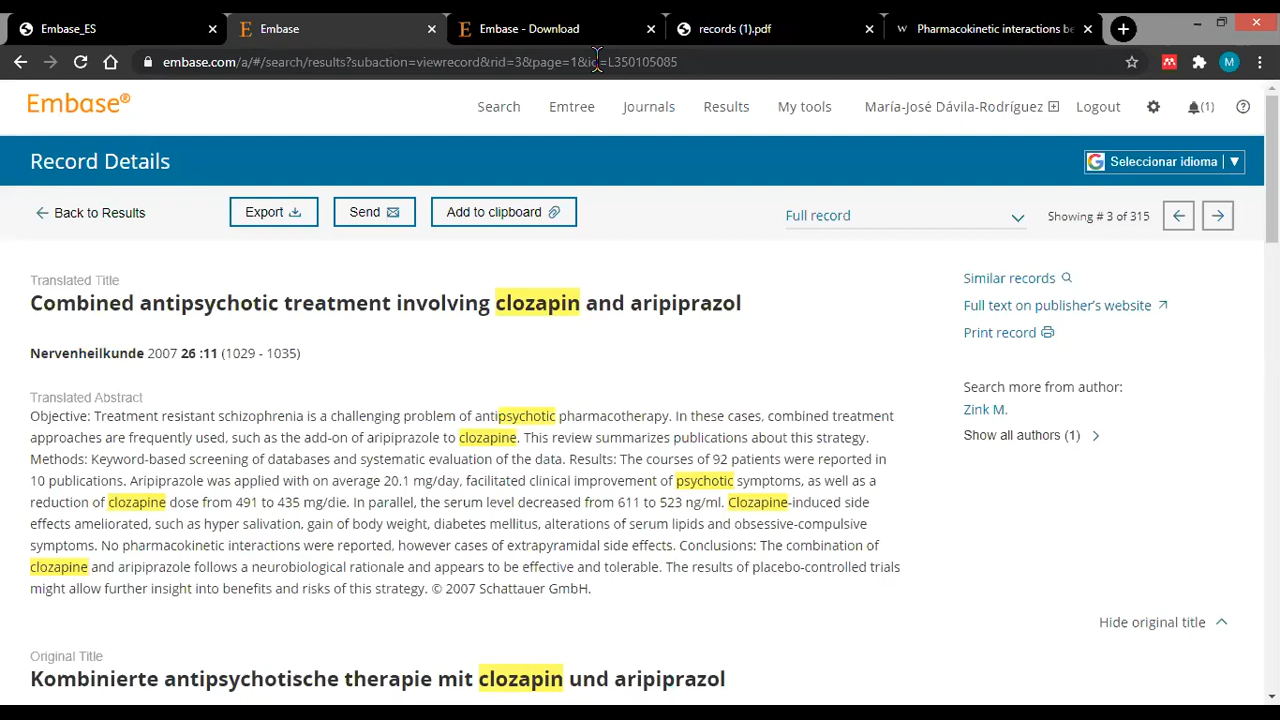 Embase_ES
Embase
Embase - Download
records (1).pdf
Pharmacokinetic interactions be
embase.com/a/#/search/results?subaction=viewrecord&rid=3&page=1&id=L350105085
M
Embase®
Search
Emtree
Journals
Results
My tools
María-José Dávila-Rodríguez
Logout
(1)
Record Details
Seleccionar idioma
Back to Results
Export
Send
Add to clipboard
Full record
Showing # 3 of 315
Translated Title
Combined antipsychotic treatment involving clozapin and aripiprazol
Nervenheilkunde 2007 26 :11 (1029 - 1035)
Translated Abstract
Objective: Treatment resistant schizophrenia is a challenging problem of antipsychotic pharmacotherapy. In these cases, combined treatment
approaches are frequently used, such as the add-on of aripiprazole to clozapine. This review summarizes publications about this strategy.
Methods: Keyword-based screening of databases and systematic evaluation of the data. Results: The courses of 92 patients were reported in
10 publications. Aripiprazole was applied with on average 20.1 mg/day, facilitated clinical improvement of psychotic symptoms, as well as a
reduction of clozapine dose from 491 to 435 mg/die. In parallel, the serum level decreased from 611 to 523 ng/ml. Clozapine-induced side
effects ameliorated, such as hyper salivation, gain of body weight, diabetes mellitus, alterations of serum lipids and obsessive-compulsive
symptoms. No pharmacokinetic interactions were reported, however cases of extrapyramidal side effects. Conclusions: The combination of
clozapine and aripiprazole follows a neurobiological rationale and appears to be effective and tolerable. The results of placebo-controlled trials
might allow further insight into benefits and risks of this strategy. © 2007 Schattauer GmbH.
Similar records
Full text on publisher's website
Print record
Search more from author:
Zink M.
Show all authors (1)
Hide original title
Original Title
Kombinierte antipsychotische therapie mit clozapin und aripiprazol